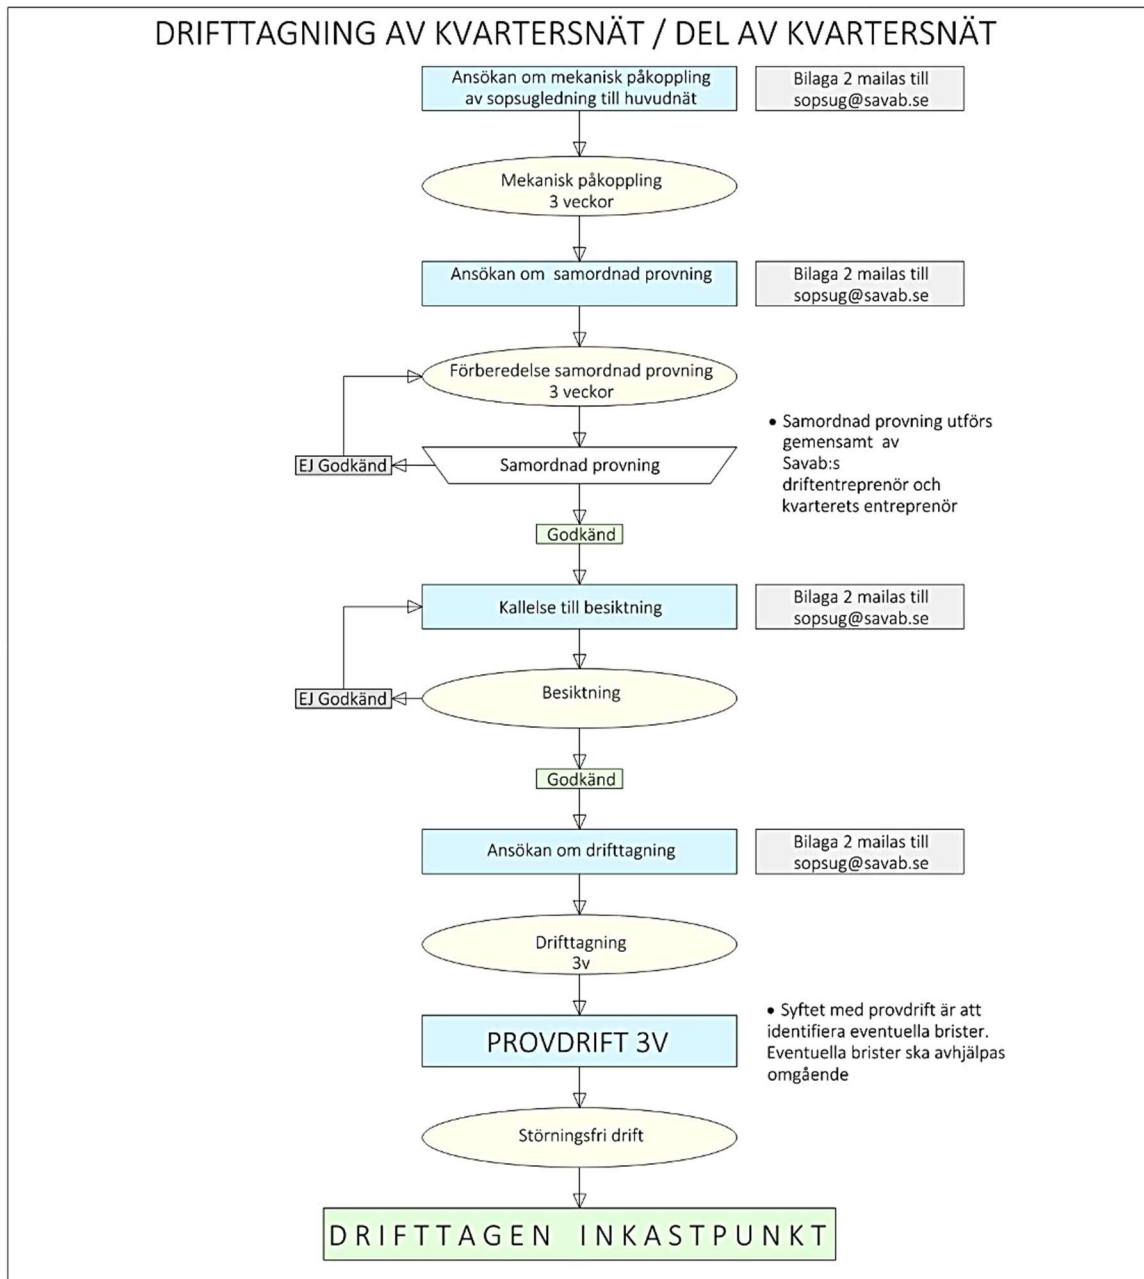 DRIFTTAGNING AV KVARTERSNÄT / DEL AV KVARTERSNÄT
Ansökan om mekanisk påkoppling
av sopsugledning till huvudnät
Bilaga 2 mailas till
sopsug@savab.se
Mekanisk påkoppling
3 veckor
Ansökan om samordnad provning
Bilaga 2 mailas till
sopsug@savab.se
Förberedelse samordnad provning
3 veckor
• Samordnad provning utförs
gemensamt av
Savab:s
driftentreprenör och
kvarterets entreprenör
EJ Godkänd
Samordnad provning
Godkänd
Kallelse till besiktning
Bilaga 2 mailas till
sopsug@savab.se
EJ Godkänd
Besiktning
Godkänd
Ansökan om drifttagning
Bilaga 2 mailas till
sopsug@savab.se
Drifttagning
3v
PROVDRIFT 3V
• Syftet med provdrift är att
identifiera eventuella brister.
Eventuella brister ska avhjälpas
omgående
Störningsfri drift
DRIFTTAGEN INKASTPUNKT